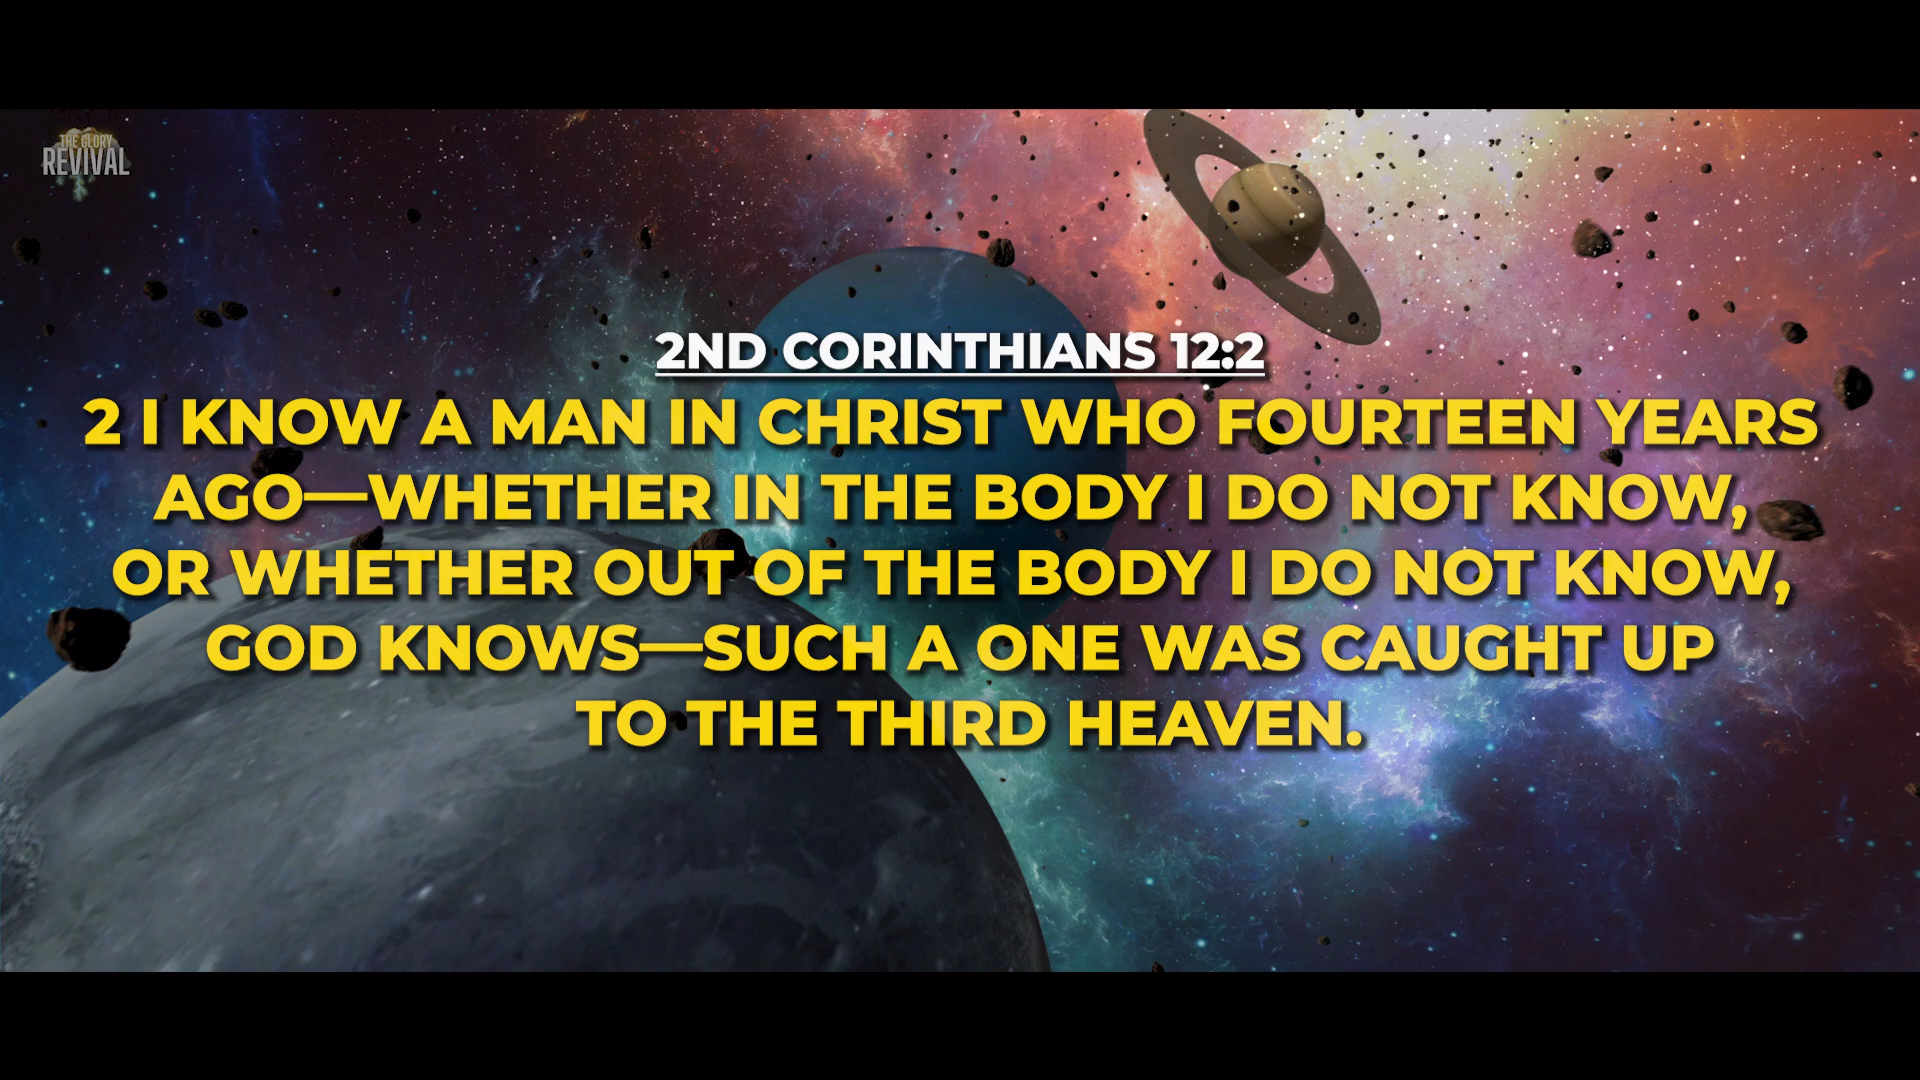 THE GLORY
REVIVAL
2ND CORINTHIANS 12:2
2 I KNOW A MAN IN CHRIST WHO FOURTEEN YEARS
AGO—WHETHER IN THE BODY I DO NOT KNOW,
OR WHETHER OUT OF THE BODY I DO NOT KNOW,
GOD KNOWS—SUCH A ONE WAS CAUGHT UP
TO THE THIRD HEAVEN.